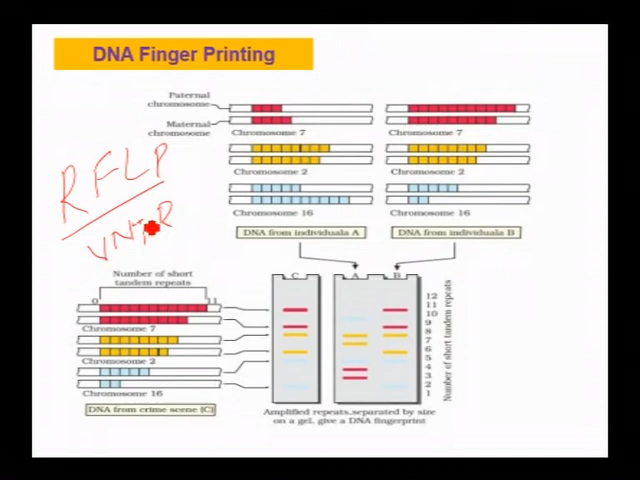 DNA Finger Printing
Paternal
chromosome
Maternal
chromosome
Chromosome 7
Chromosome 7
Chromosome 2
Chromosome 2
Chromosome 16
Chromosome 16
DNA from individuala A
DNA from individuala B
RFLP
VNTR
Number of short
tandem repeats
0 11
Chromosome 7
Chromosome 2
Chromosome 16
DNA from crime scene (C)
C A B
12
11
10
9
8
7
6
5
4
3
2
1
Number of short tandem repeats
Amplified repeats,separated by size
on a gel, give a DNA fingerprint